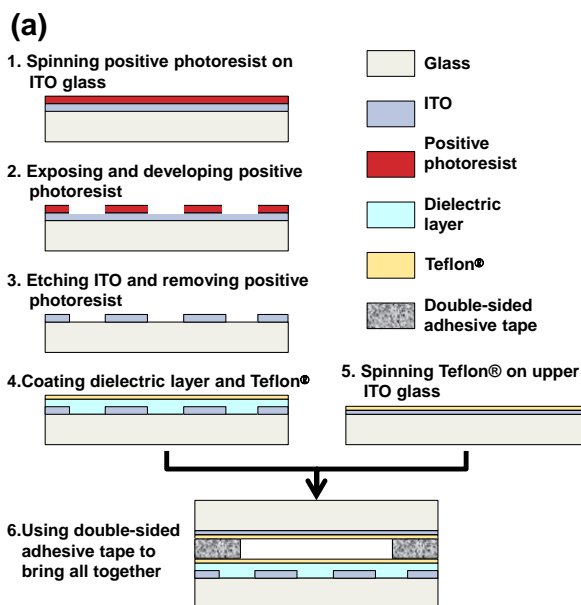 (a)
1. Spinning positive photoresist on
ITO glass
2. Exposing and developing positive
photoresist
3. Etching ITO and removing positive
photoresist
4.Coating dielectric layer and Teflon®
5. Spinning Teflon® on upper
ITO glass
6.Using double-sided
adhesive tape to
bring all together
Glass
ITO
Positive
photoresist
Dielectric
layer
Teflon®
Double-sided
adhesive tape